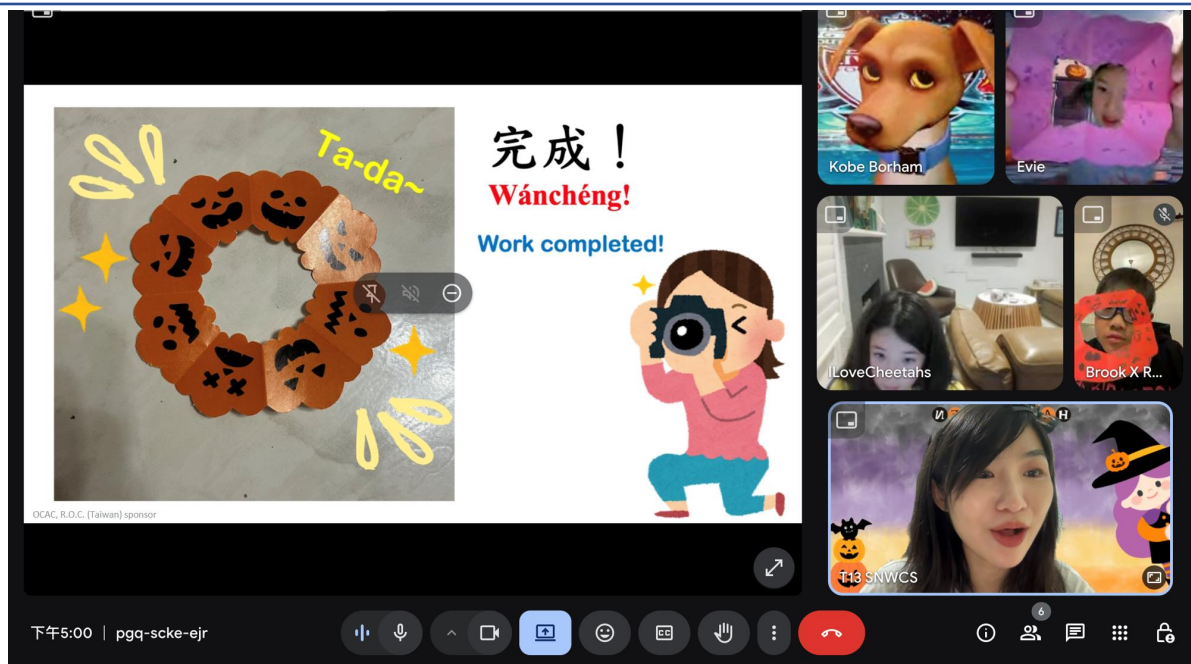 Ta-da~
完成！
Wánchéng!
Work completed!
OCAC, R.O.C. (Taiwan) sponsor
Kobe Borham
Evie
ILoveCheetahs
Brook X R...
T13 SNWCS
下午5:00 | pgq-scke-ejr
CC
6